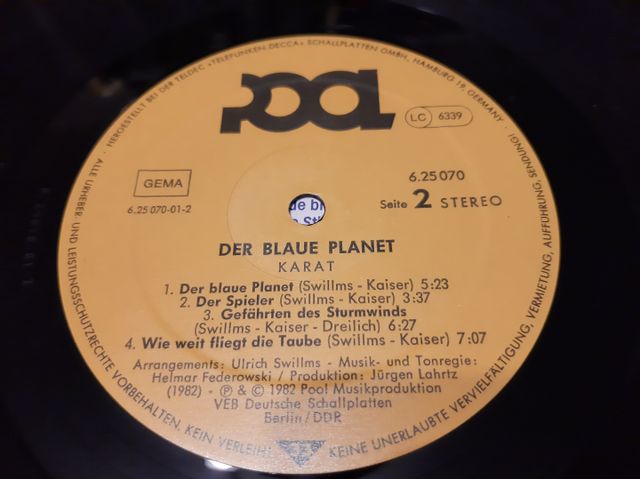 HERGESTELLT BEI DER TELDEC »TELEFUNKEN-DECCA« SCHALLPLATTEN GMBH, HAMBURG 19, GERMANY · ALLE URHEBER- UND LEISTUNGSSCHUTZRECHTE VORBEHALTEN. KEIN VERLEIH! KEINE UNERLAUBTE VERVIELFÄLTIGUNG, VERMIETUNG, AUFFÜHRUNG, SENDUNG!
POOL
LC 6339
GEMA
6.25 070-01-2
6.25 070
Seite 2 STEREO
de bl
DER BLAUE PLANET
KARAT
1. Der blaue Planet (Swillms - Kaiser) 5:23
2. Der Spieler (Swillms - Kaiser) 3:37
3. Gefährten des Sturmwinds
(Swillms - Kaiser - Dreilich) 6:27
4. Wie weit fliegt die Taube (Swillms - Kaiser) 7:07
Arrangements: Ulrich Swillms - Musik- und Tonregie:
Helmar Federowski / Produktion: Jürgen Lahrtz
(1982) - ℗ & © 1982 Pool Musikproduktion
VEB Deutsche Schallplatten
Berlin/DDR